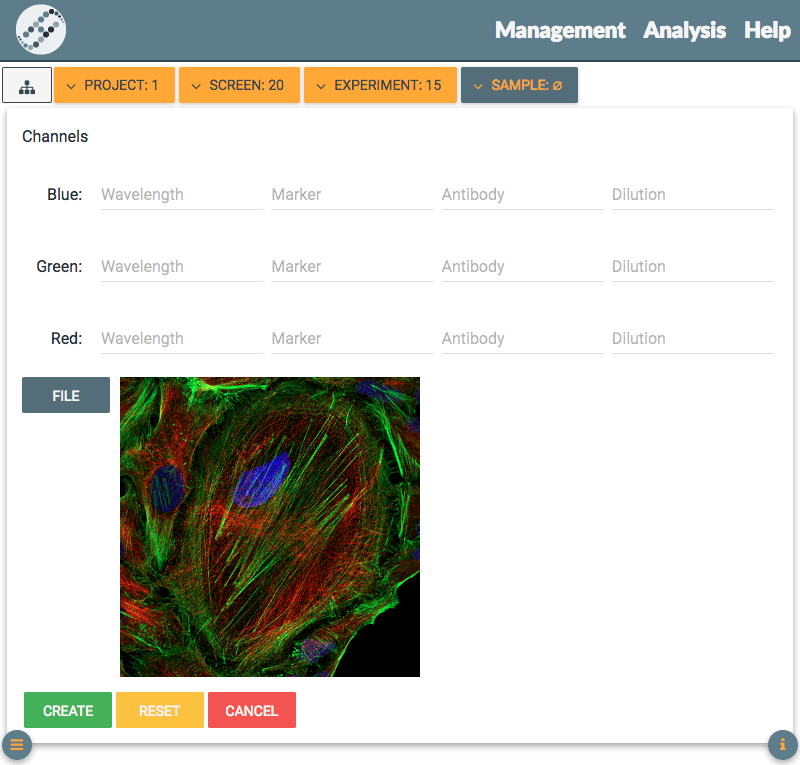 Management Analysis Help
PROJECT: 1 SCREEN: 20 EXPERIMENT: 15 SAMPLE: ∅
Channels
Blue: Wavelength Marker Antibody Dilution
Green: Wavelength Marker Antibody Dilution
Red: Wavelength Marker Antibody Dilution
FILE
CREATE RESET CANCEL